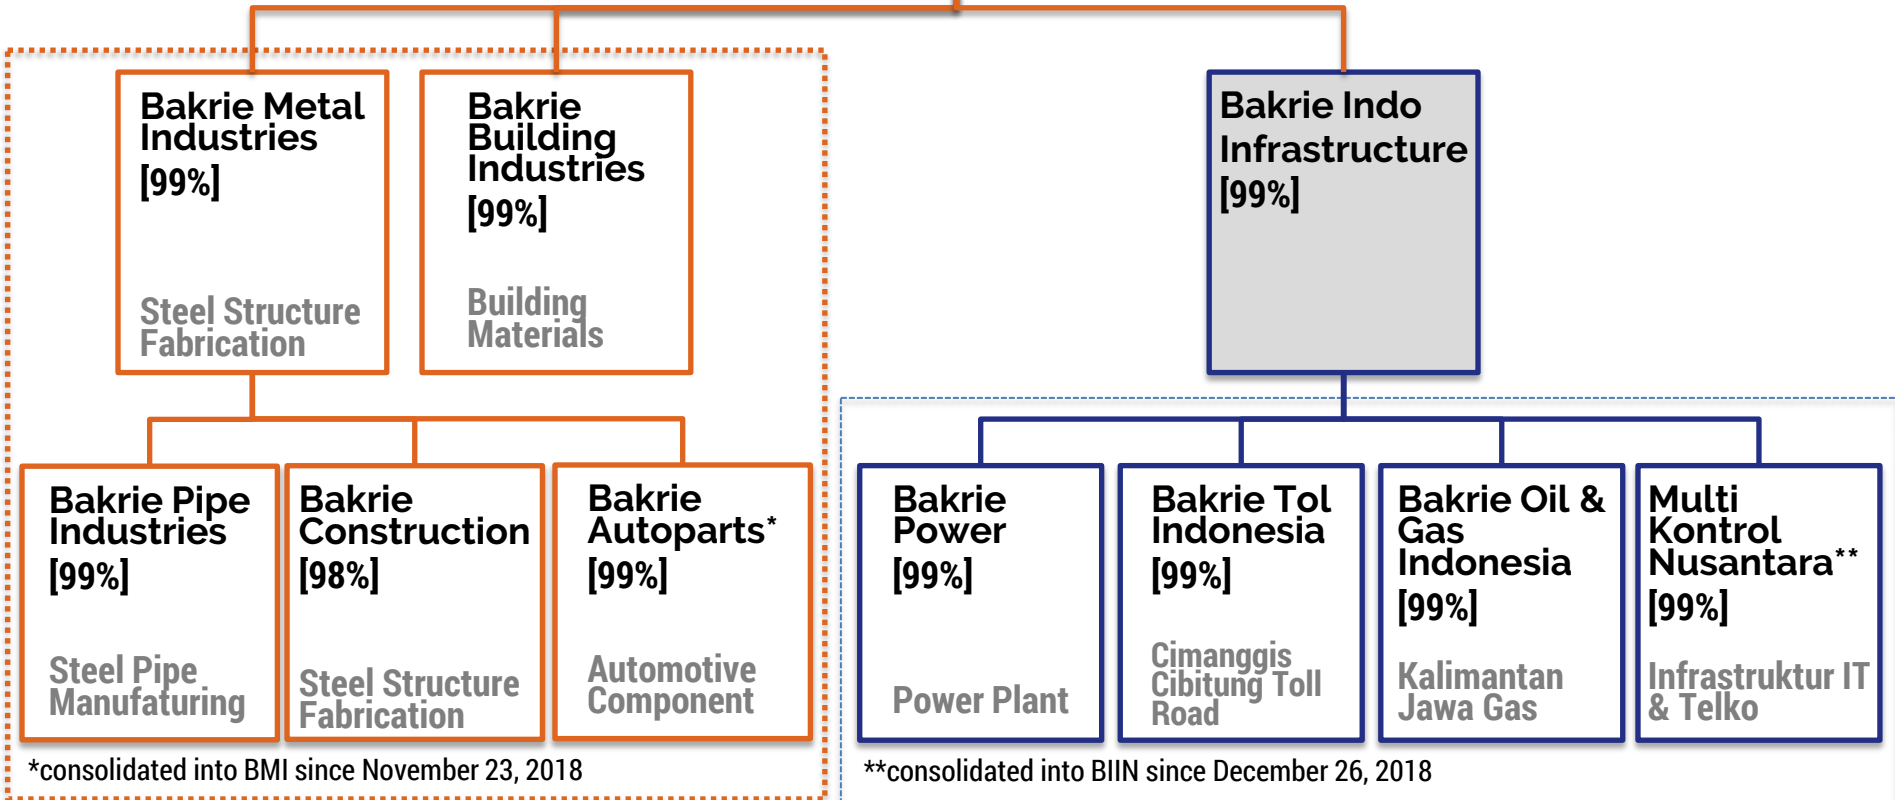 Bakrie Metal
Industries
[99%]
Steel Structure
Fabrication
Bakrie
Building
Industries
[99%]
Building
Materials
Bakrie Indo
Infrastructure
[99%]
Bakrie Pipe
Industries
[99%]
Steel Pipe
Manufaturing
Bakrie
Construction
[98%]
Steel Structure
Fabrication
Bakrie
Autoparts*
[99%]
Automotive
Component
Bakrie
Power
[99%]
Power Plant
Bakrie Tol
Indonesia
[99%]
Cimanggis
Cibitung Toll
Road
Bakrie Oil &
Gas
Indonesia
[99%]
Kalimantan
Jawa Gas
Multi
Kontrol
Nusantara**
[99%]
Infrastruktur IT
& Telko
*consolidated into BMI since November 23, 2018
**consolidated into BIIN since December 26, 2018